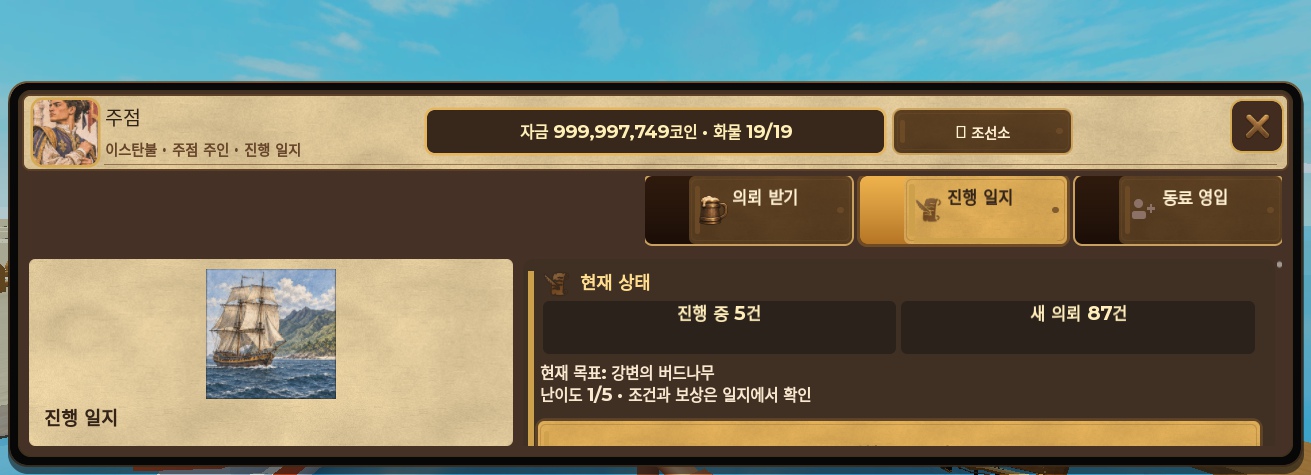 주점
이스탄불 • 주점 주인 • 진행 일지
자금 999,997,749코인 • 화물 19/19
조선소
의뢰 받기
진행 일지
동료 영입
진행 일지
현재 상태
진행 중 5건
새 의뢰 87건
현재 목표: 강변의 버드나무
난이도 1/5 • 조건과 보상은 일지에서 확인